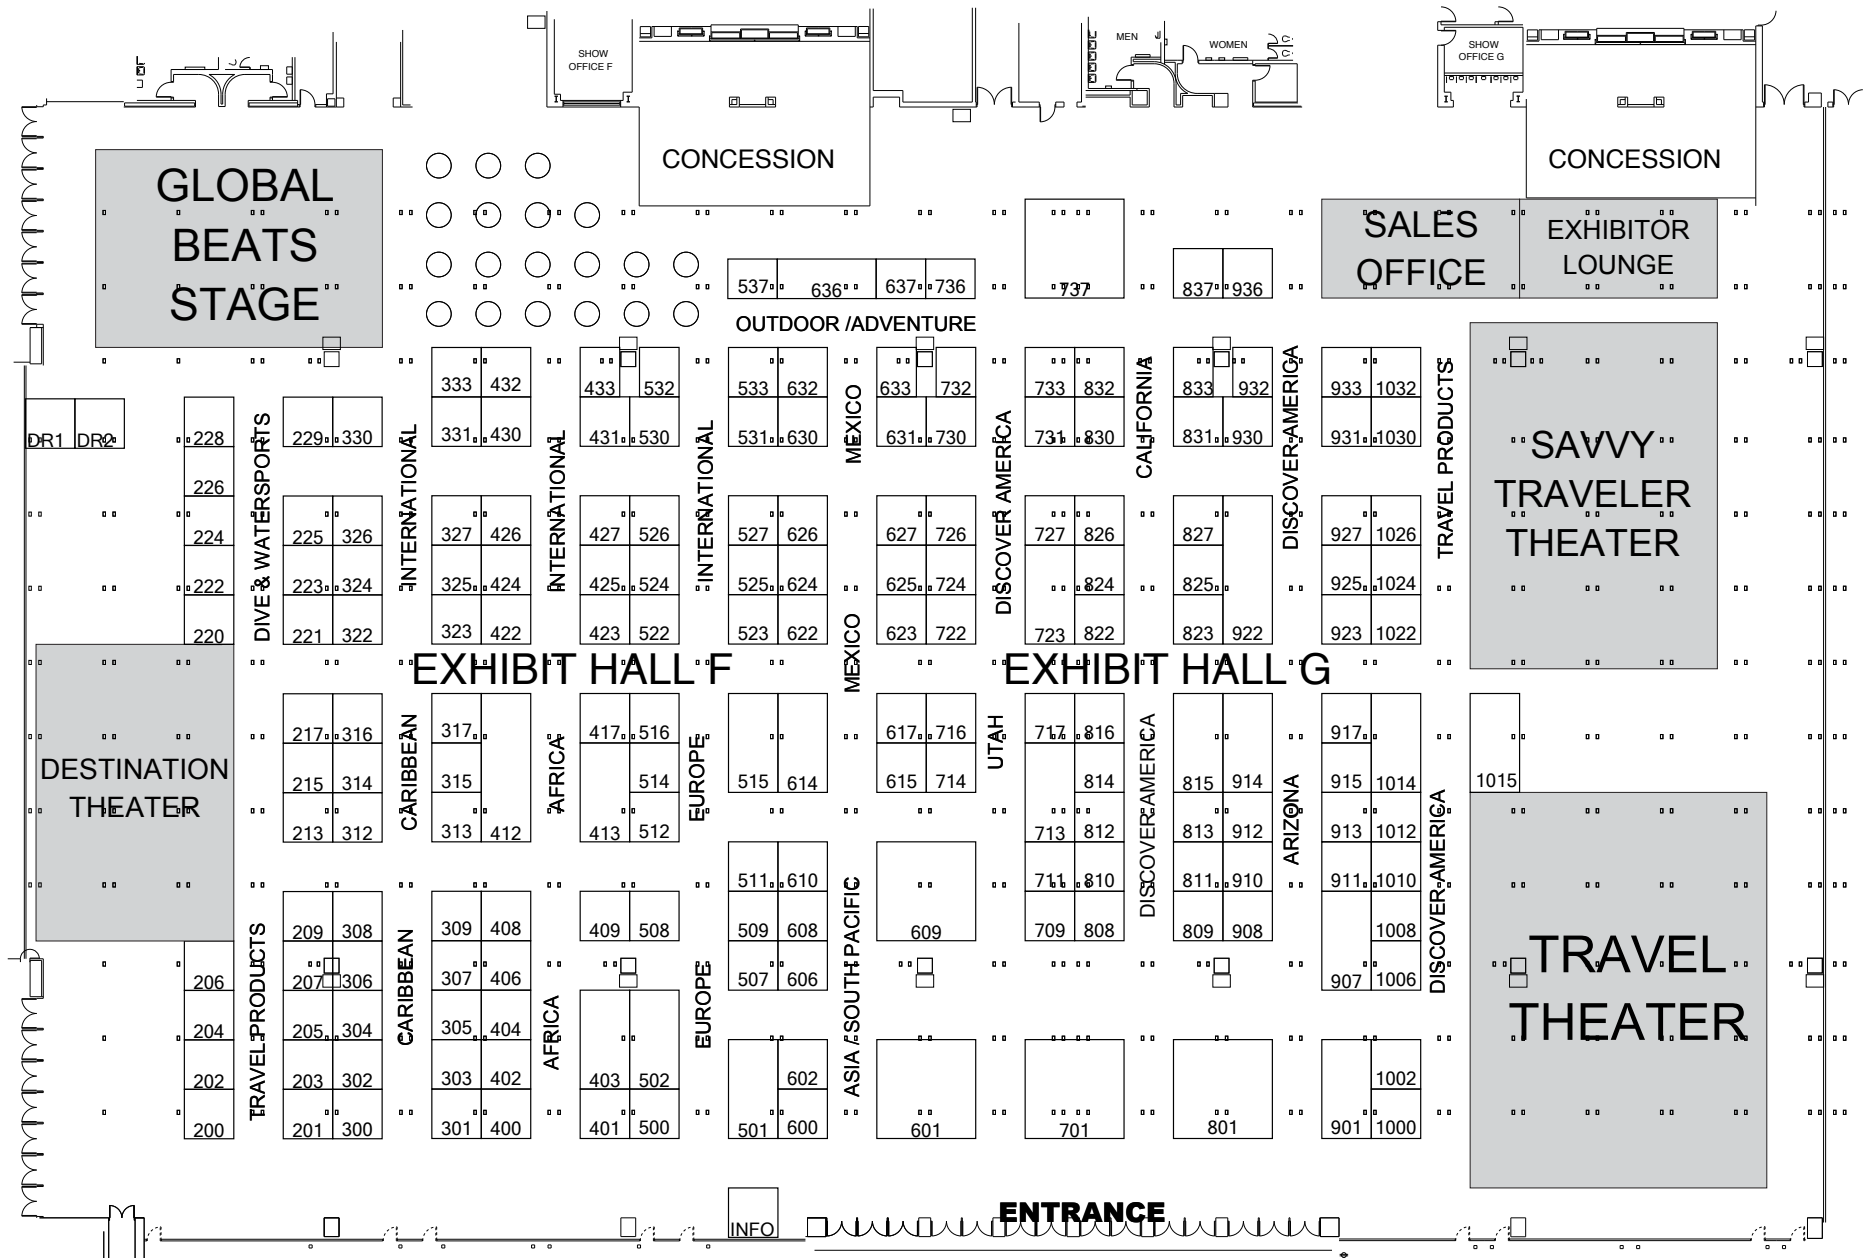 SHOW
OFFICE F
MEN
WOMEN
SHOW
OFFICE G
CONCESSION
CONCESSION
GLOBAL
BEATS
STAGE
SALES
OFFICE
EXHIBITOR
LOUNGE
537 636 637 736 737 837 936
OUTDOOR /ADVENTURE
333 432 433 532 533 632 633 732 733 832 833 932 933 1032
DR1 DR2 228 229 330 331 430 431 530 531 630 631 730 731 830 831 930 931 1030
226
224 225 326 327 426 427 526 527 626 627 726 727 826 827 927 1026
222 223 324 325 424 425 524 525 624 625 724 824 825 925 1024
220 221 322 323 422 423 522 523 622 623 722 723 822 823 922 923 1022
DIVE & WATERSPORTS
INTERNATIONAL
INTERNATIONAL
INTERNATIONAL
MEXICO
MEXICO
DISCOVER AMERICA
CALIFORNIA
DISCOVER AMERICA
TRAVEL PRODUCTS
SAVVY
TRAVELER
THEATER
EXHIBIT HALL F
EXHIBIT HALL G
217 316 317 417 516 617 716 717 816 917
215 314 315 514 515 614 615 714 814 815 914 915 1014 1015
213 312 313 412 413 512 713 812 813 912 913 1012
511 610 711 810 811 910 911 1010
209 308 309 408 409 508 509 608 609 709 808 809 908 1008
206 207 306 307 406 507 606 907 1006
204 205 304 305 404
202 203 302 303 402 403 502 602 1002
200 201 300 301 400 401 500 501 600 601 701 801 901 1000
DESTINATION
THEATER
TRAVEL PRODUCTS
CARIBBEAN
CARIBBEAN
AFRICA
AFRICA
EUROPE
EUROPE
ASIA / SOUTH PACIFIC
UTAH
DISCOVER AMERICA
ARIZONA
DISCOVER AMERICA
TRAVEL
THEATER
INFO
ENTRANCE